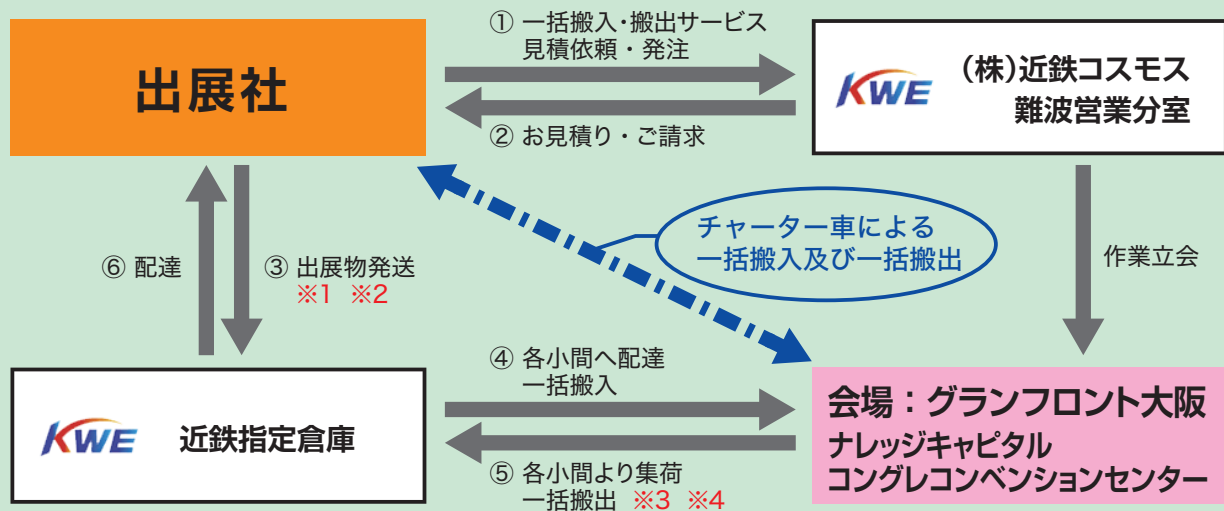 ① 一括搬入・搬出サービス
見積依頼・発注
出展社
KWE
(株)近鉄コスモス
難波営業分室
② お見積り・ご請求
チャーター車による
一括搬入及び一括搬出
⑥ 配達
③ 出展物発送
※1 ※2
作業立会
④ 各小間へ配達
一括搬入
KWE 近鉄指定倉庫
会場：グランフロント大阪
ナレッジキャピタル
コングレコンベンションセンター
⑤ 各小間より集荷
一括搬出 ※3 ※4